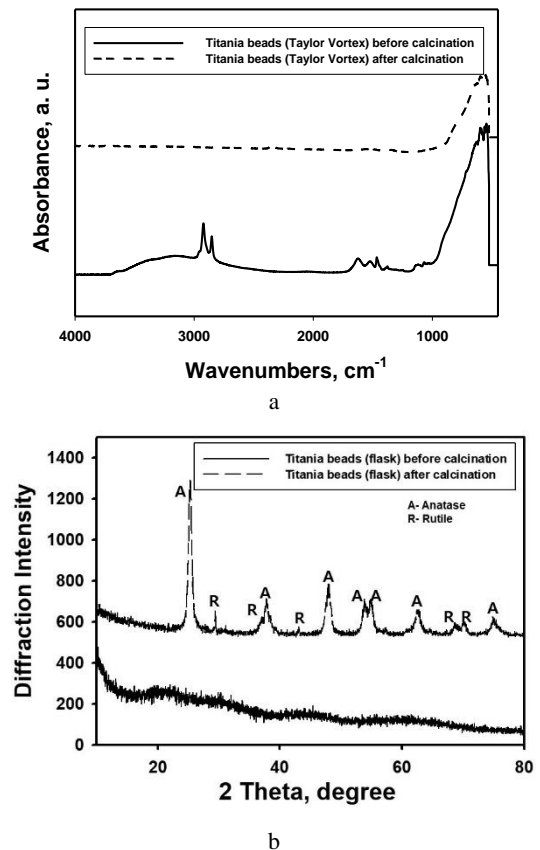 Titania beads (Taylor Vortex) before calcination
Titania beads (Taylor Vortex) after calcination
Absorbance, a. u.
4000 3000 2000 1000
Wavenumbers, cm-1
a
Titania beads (flask) before calcination
Titania beads (flask) after calcination
A- Anatase
R- Rutile
Diffraction Intensity
1400
1200
1000
800
600
400
200
0
A
R
R
A
R
A
A
A
A
R
R
A
20 40 60 80
2 Theta, degree
b